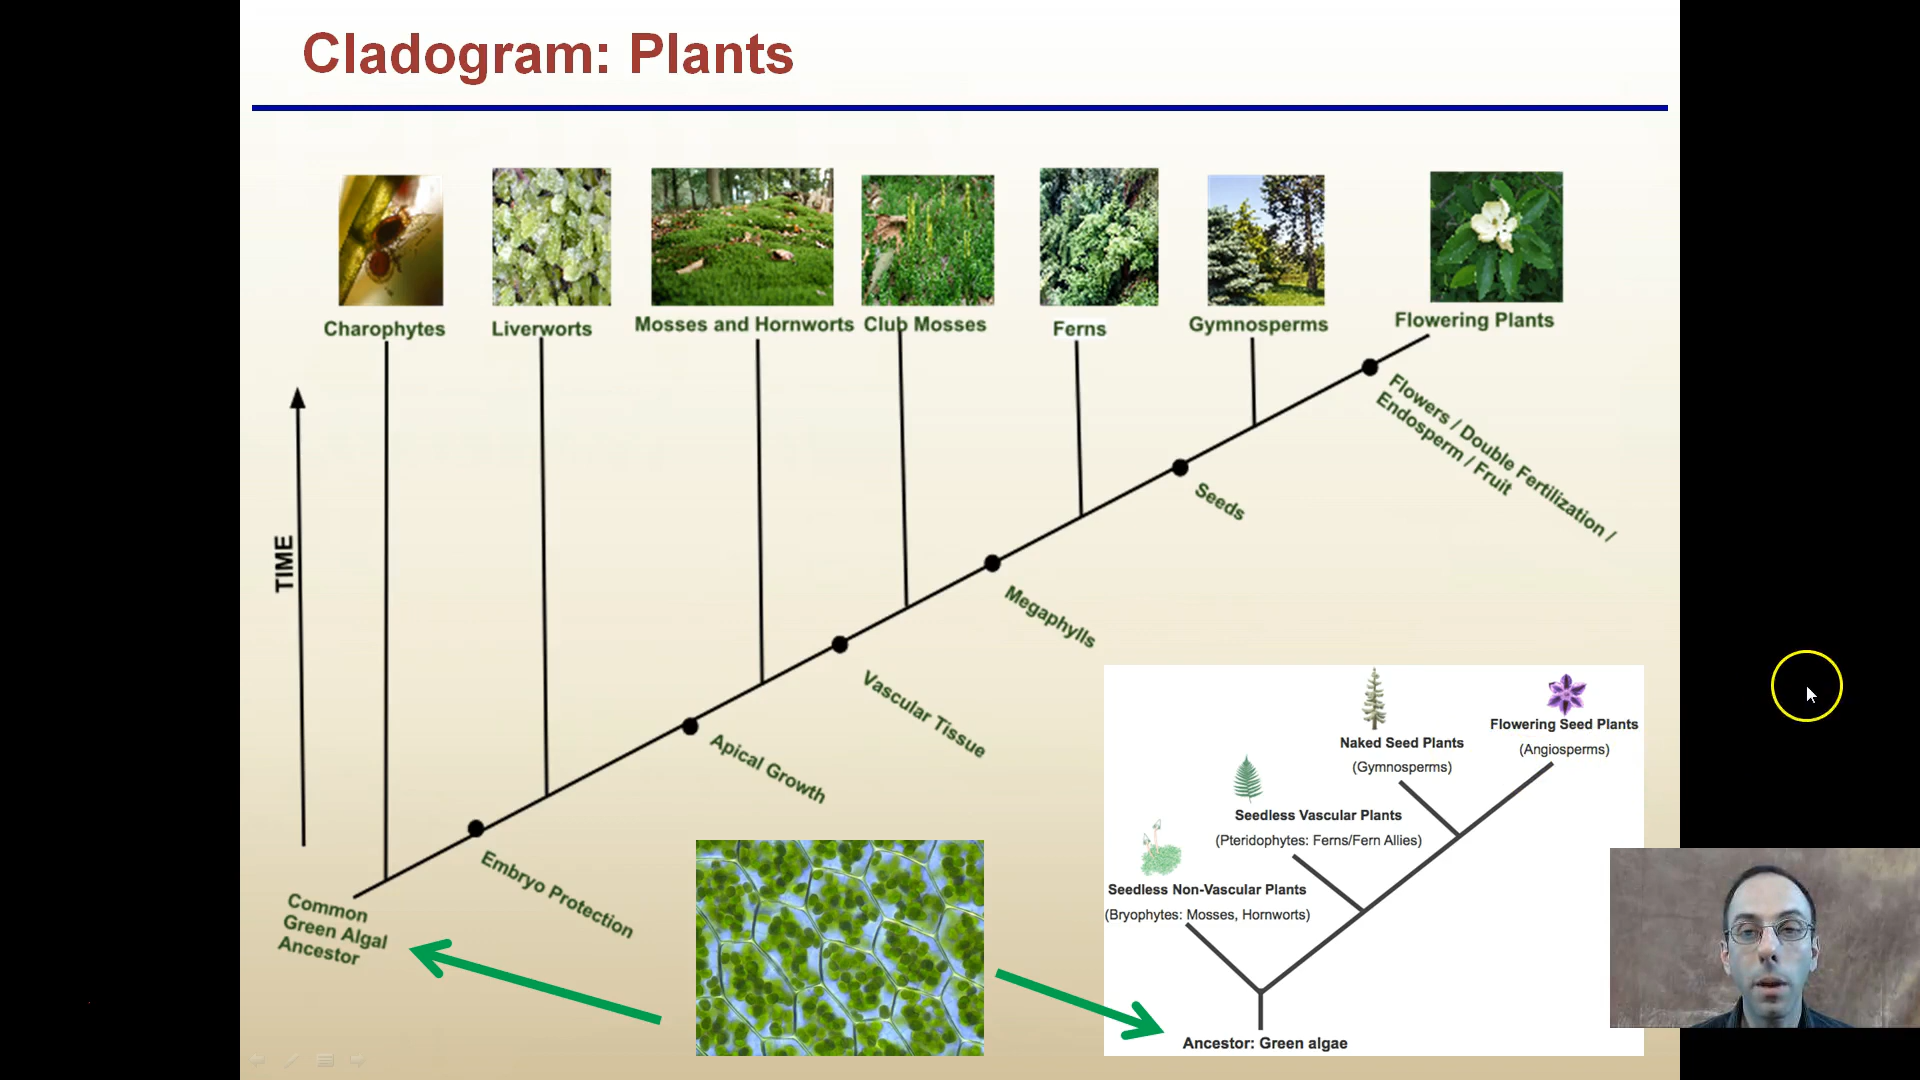 Cladogram: Plants
Charophytes
Liverworts
Mosses and Hornworts
Club Mosses
Ferns
Gymnosperms
Flowering Plants
TIME
Flowers / Double Fertilization /
Endosperm / Fruit
Seeds
Megaphylls
Vascular Tissue
Apical Growth
Embryo Protection
Common
Green Algal
Ancestor
Flowering Seed Plants
(Angiosperms)
Naked Seed Plants
(Gymnosperms)
Seedless Vascular Plants
(Pteridophytes: Ferns/Fern Allies)
Seedless Non-Vascular Plants
(Bryophytes: Mosses, Hornworts)
Ancestor: Green algae